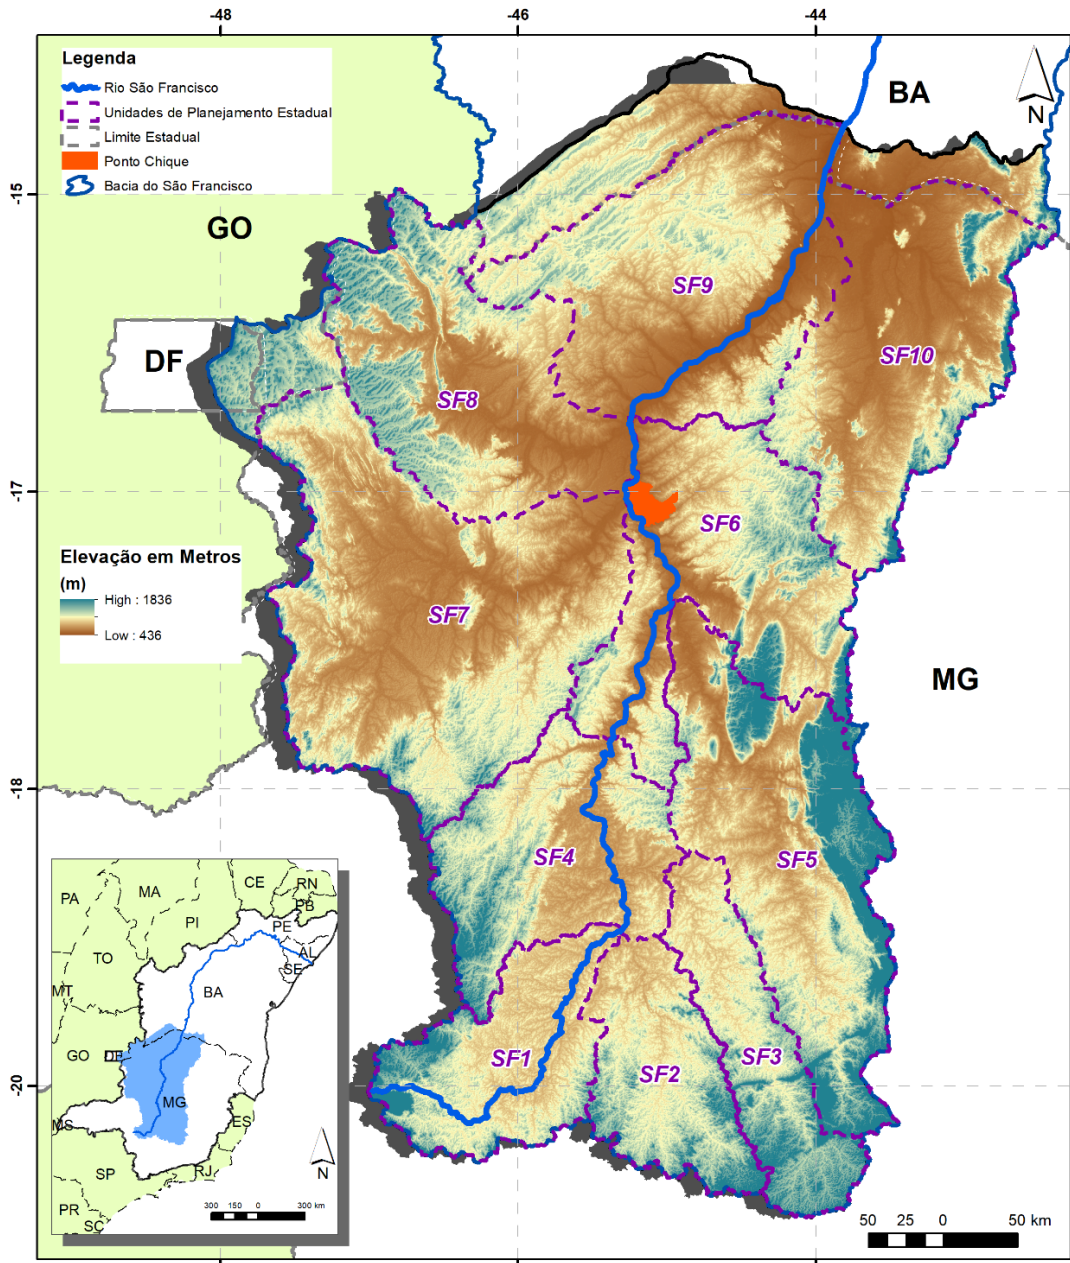 -48
-46
-44
Legenda
Rio São Francisco
Unidades de Planejamento Estadual
Limite Estadual
Ponto Chique
Bacia do São Francisco
BA
N
-15
GO
SF9
DF
SF10
SF8
-17
SF6
Elevação em Metros
(m)
High : 1836
Low : 436
SF7
MG
-18
SF4
SF5
CE
RN
PA
MA
PB
PI
PE
TO
AL
SE
MT
BA
GO
DF
MG
MS
ES
SP
RJ
N
PR
SC
300 150 0 300 km
-20
SF1
SF2
SF3
50 25 0 50 km